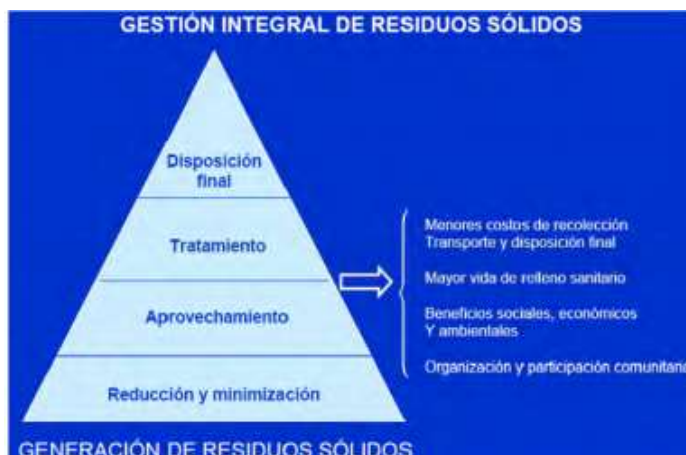 GESTIÓN INTEGRAL DE RESIDUOS SÓLIDOS
Disposición
final
Tratamiento
Aprovechamiento
Reducción y minimización
Menores costos de recolección
Transporte y disposición final
Mayor vida de relleno sanitario
Beneficios sociales, económicos
Y ambientales
Organización y participación comunitaria
GENERACIÓN DE RESIDUOS SÓLIDOS